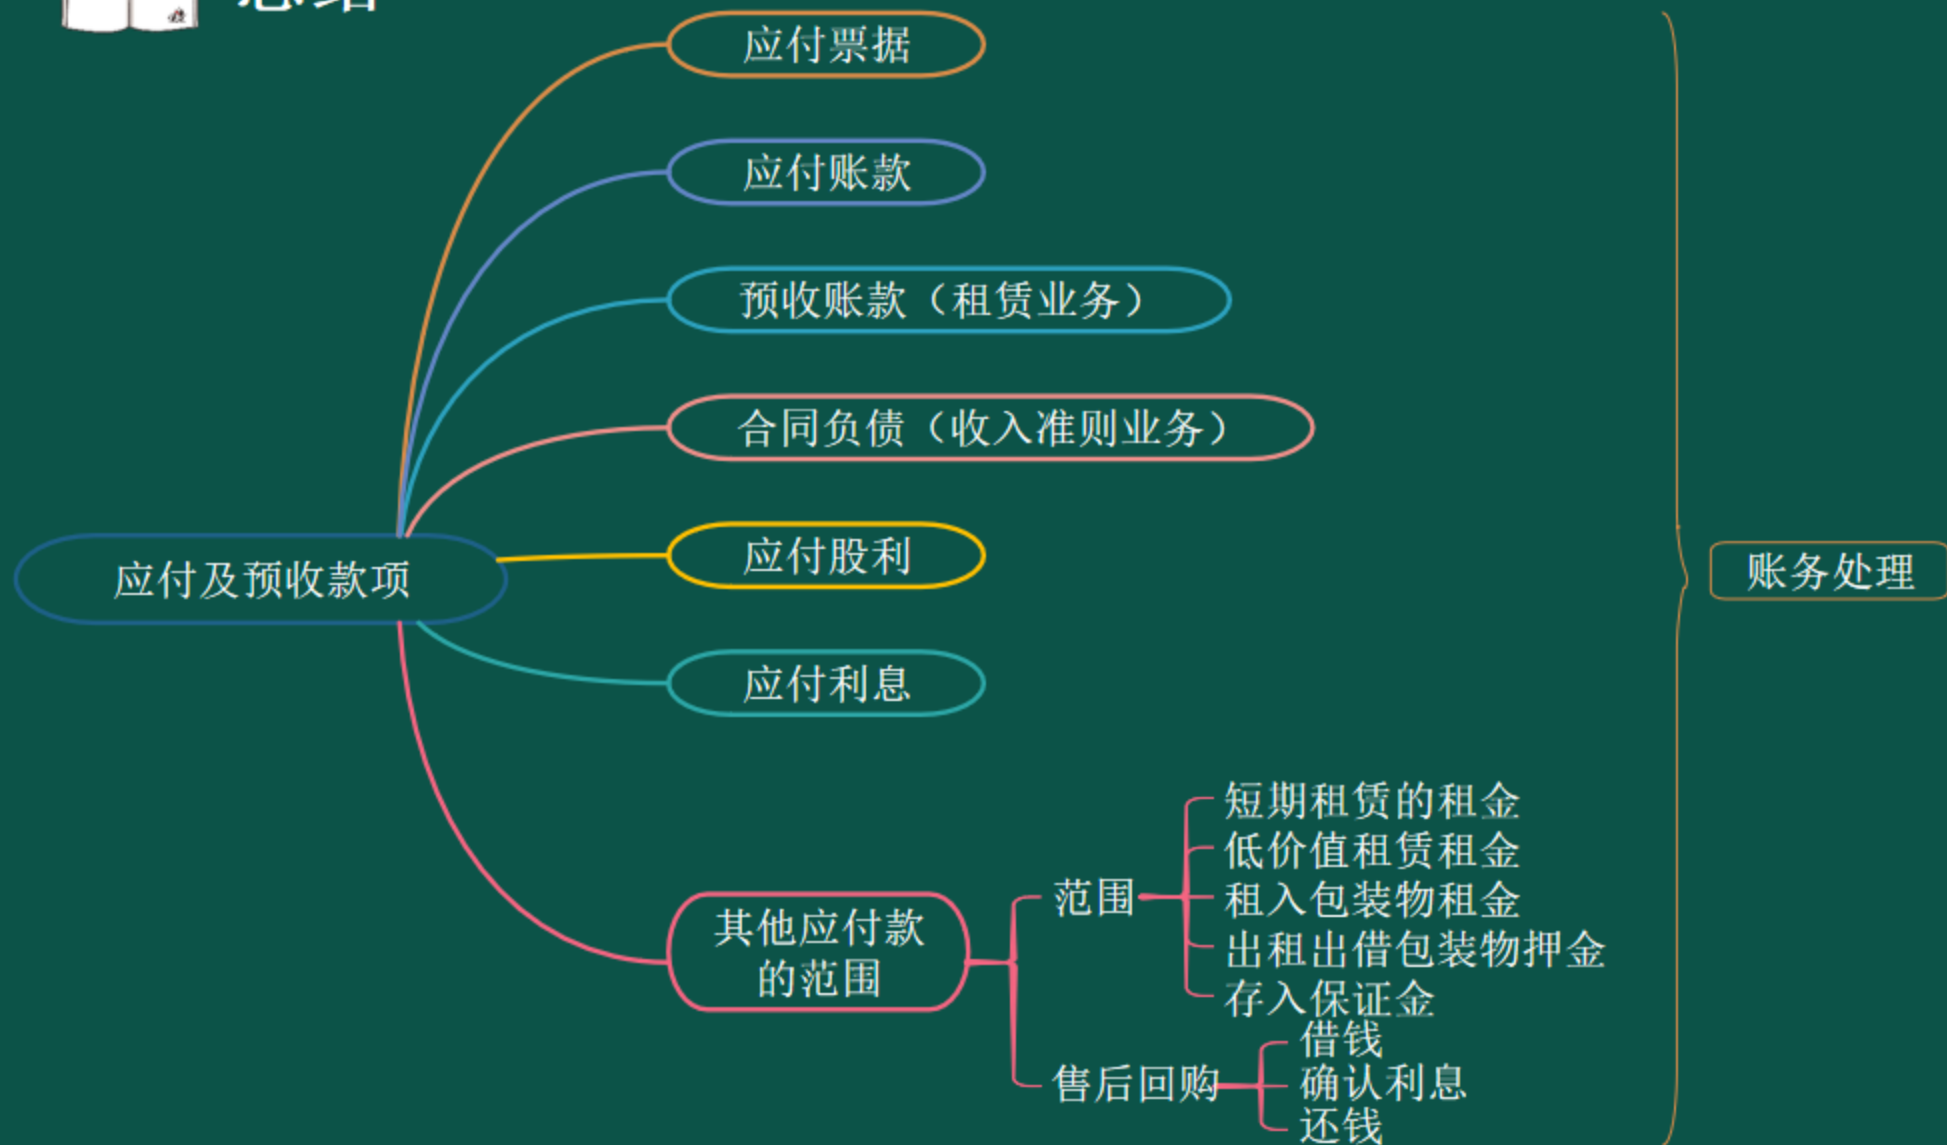 应付票据
应付账款
预收账款（租赁业务）
合同负债（收入准则业务）
应付股利
应付及预收款项
账务处理
应付利息
其他应付款
的范围
范围
短期租赁的租金
低价值租赁租金
租入包装物租金
出租出借包装物押金
存入保证金
售后回购
借钱
确认利息
还钱